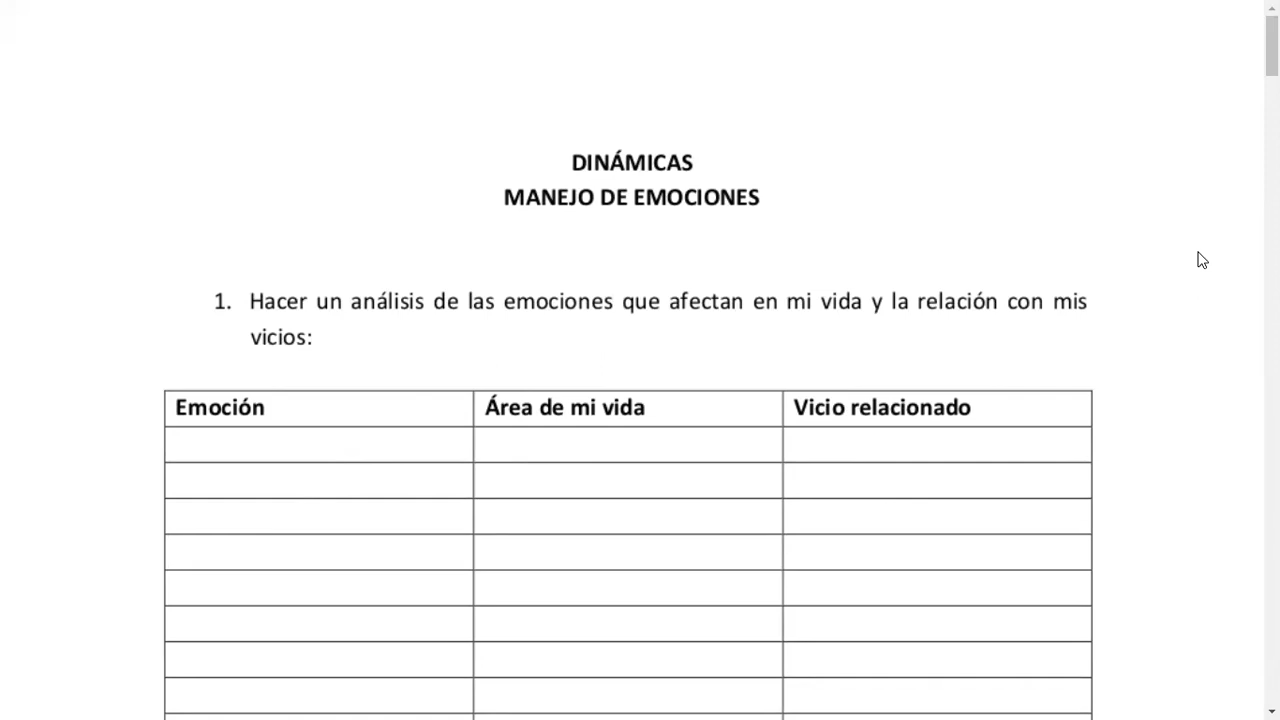 DINÁMICAS
MANEJO DE EMOCIONES
1. Hacer un análisis de las emociones que afectan en mi vida y la relación con mis
vicios:
Emoción Área de mi vida Vicio relacionado